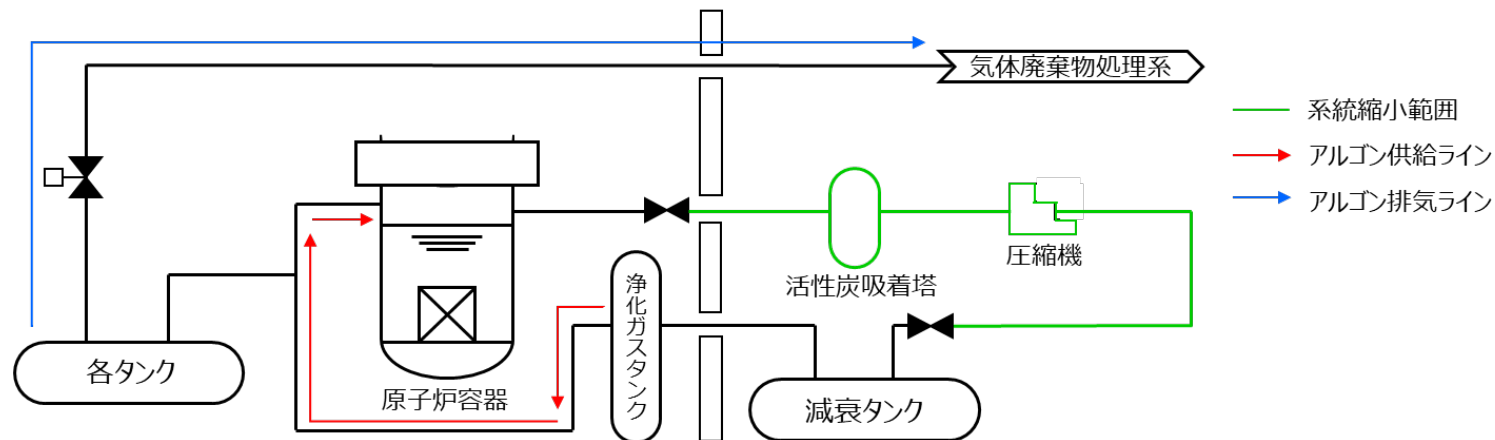 気体廃棄物処理系
系統縮小範囲
アルゴン供給ライン
アルゴン排気ライン
圧縮機
活性炭吸着塔
浄化ガスタンク
各タンク
原子炉容器
減衰タンク